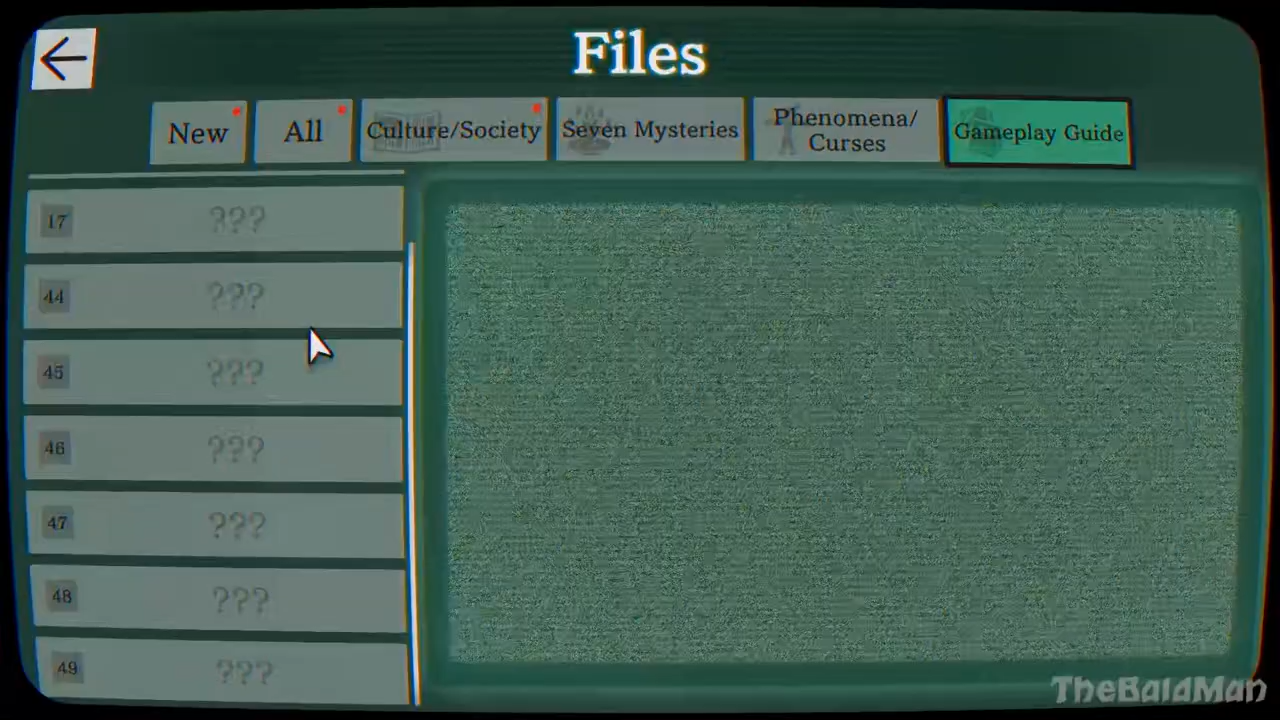 Files
New
All
Culture/Society
Seven Mysteries
Phenomena/
Curses
Gameplay Guide
17 ???
44 ???
45 ???
46 ???
47 ???
48 ???
49 ???
TheBaldMan